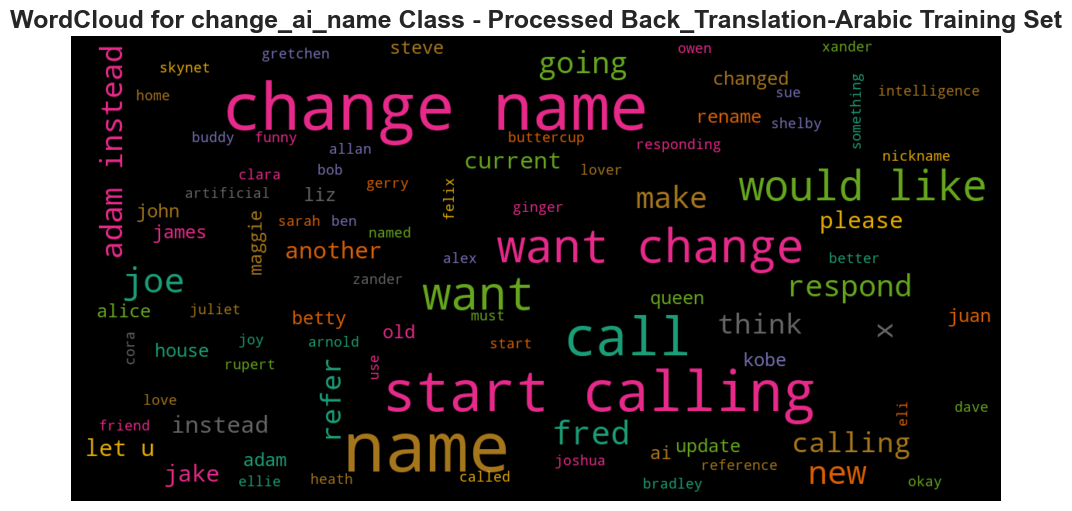 WordCloud for change_ai_name Class - Processed Back_Translation-Arabic Training Set
steve
owen
xander
gretchen
skynet
going
changed
intelligence
home
change name
sue
something
adam instead
rename
shelby
buddy
funny
buttercup
responding
allan
current
nickname
bob
lover
clara
gerry
would like
artificial
liz
felix
make
john
ginger
please
sarah
ben
james
maggie
named
want change
another
alex
better
joe
zander
respond
want
queen
alice
juliet
must
betty
call
think
x
juan
old
cora
joy
arnold
start
house
kobe
rupert
use
refer
start calling
love
eli
dave
friend
instead
fred
let u
name
ai
update
calling
adam
joshua
reference
new
jake
ellie
heath
called
bradley
okay